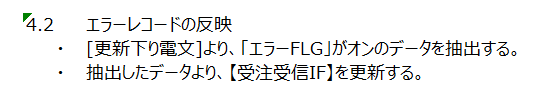 4.2　エラーレコードの反映
・　[更新下り電文]より、「エラーFLG」がオンのデータを抽出する。
・　抽出したデータより、【受注受信IF】を更新する。